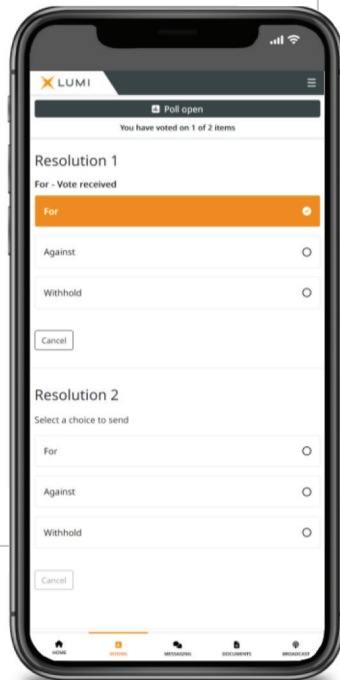 LUMI
Poll open
You have voted on 1 of 2 items
Resolution 1
For - Vote received
For
Against
Withhold
Cancel
Resolution 2
Select a choice to send
For
Against
Withhold
Cancel
HOME VOTING MESSAGING DOCUMENTS BROADCAST